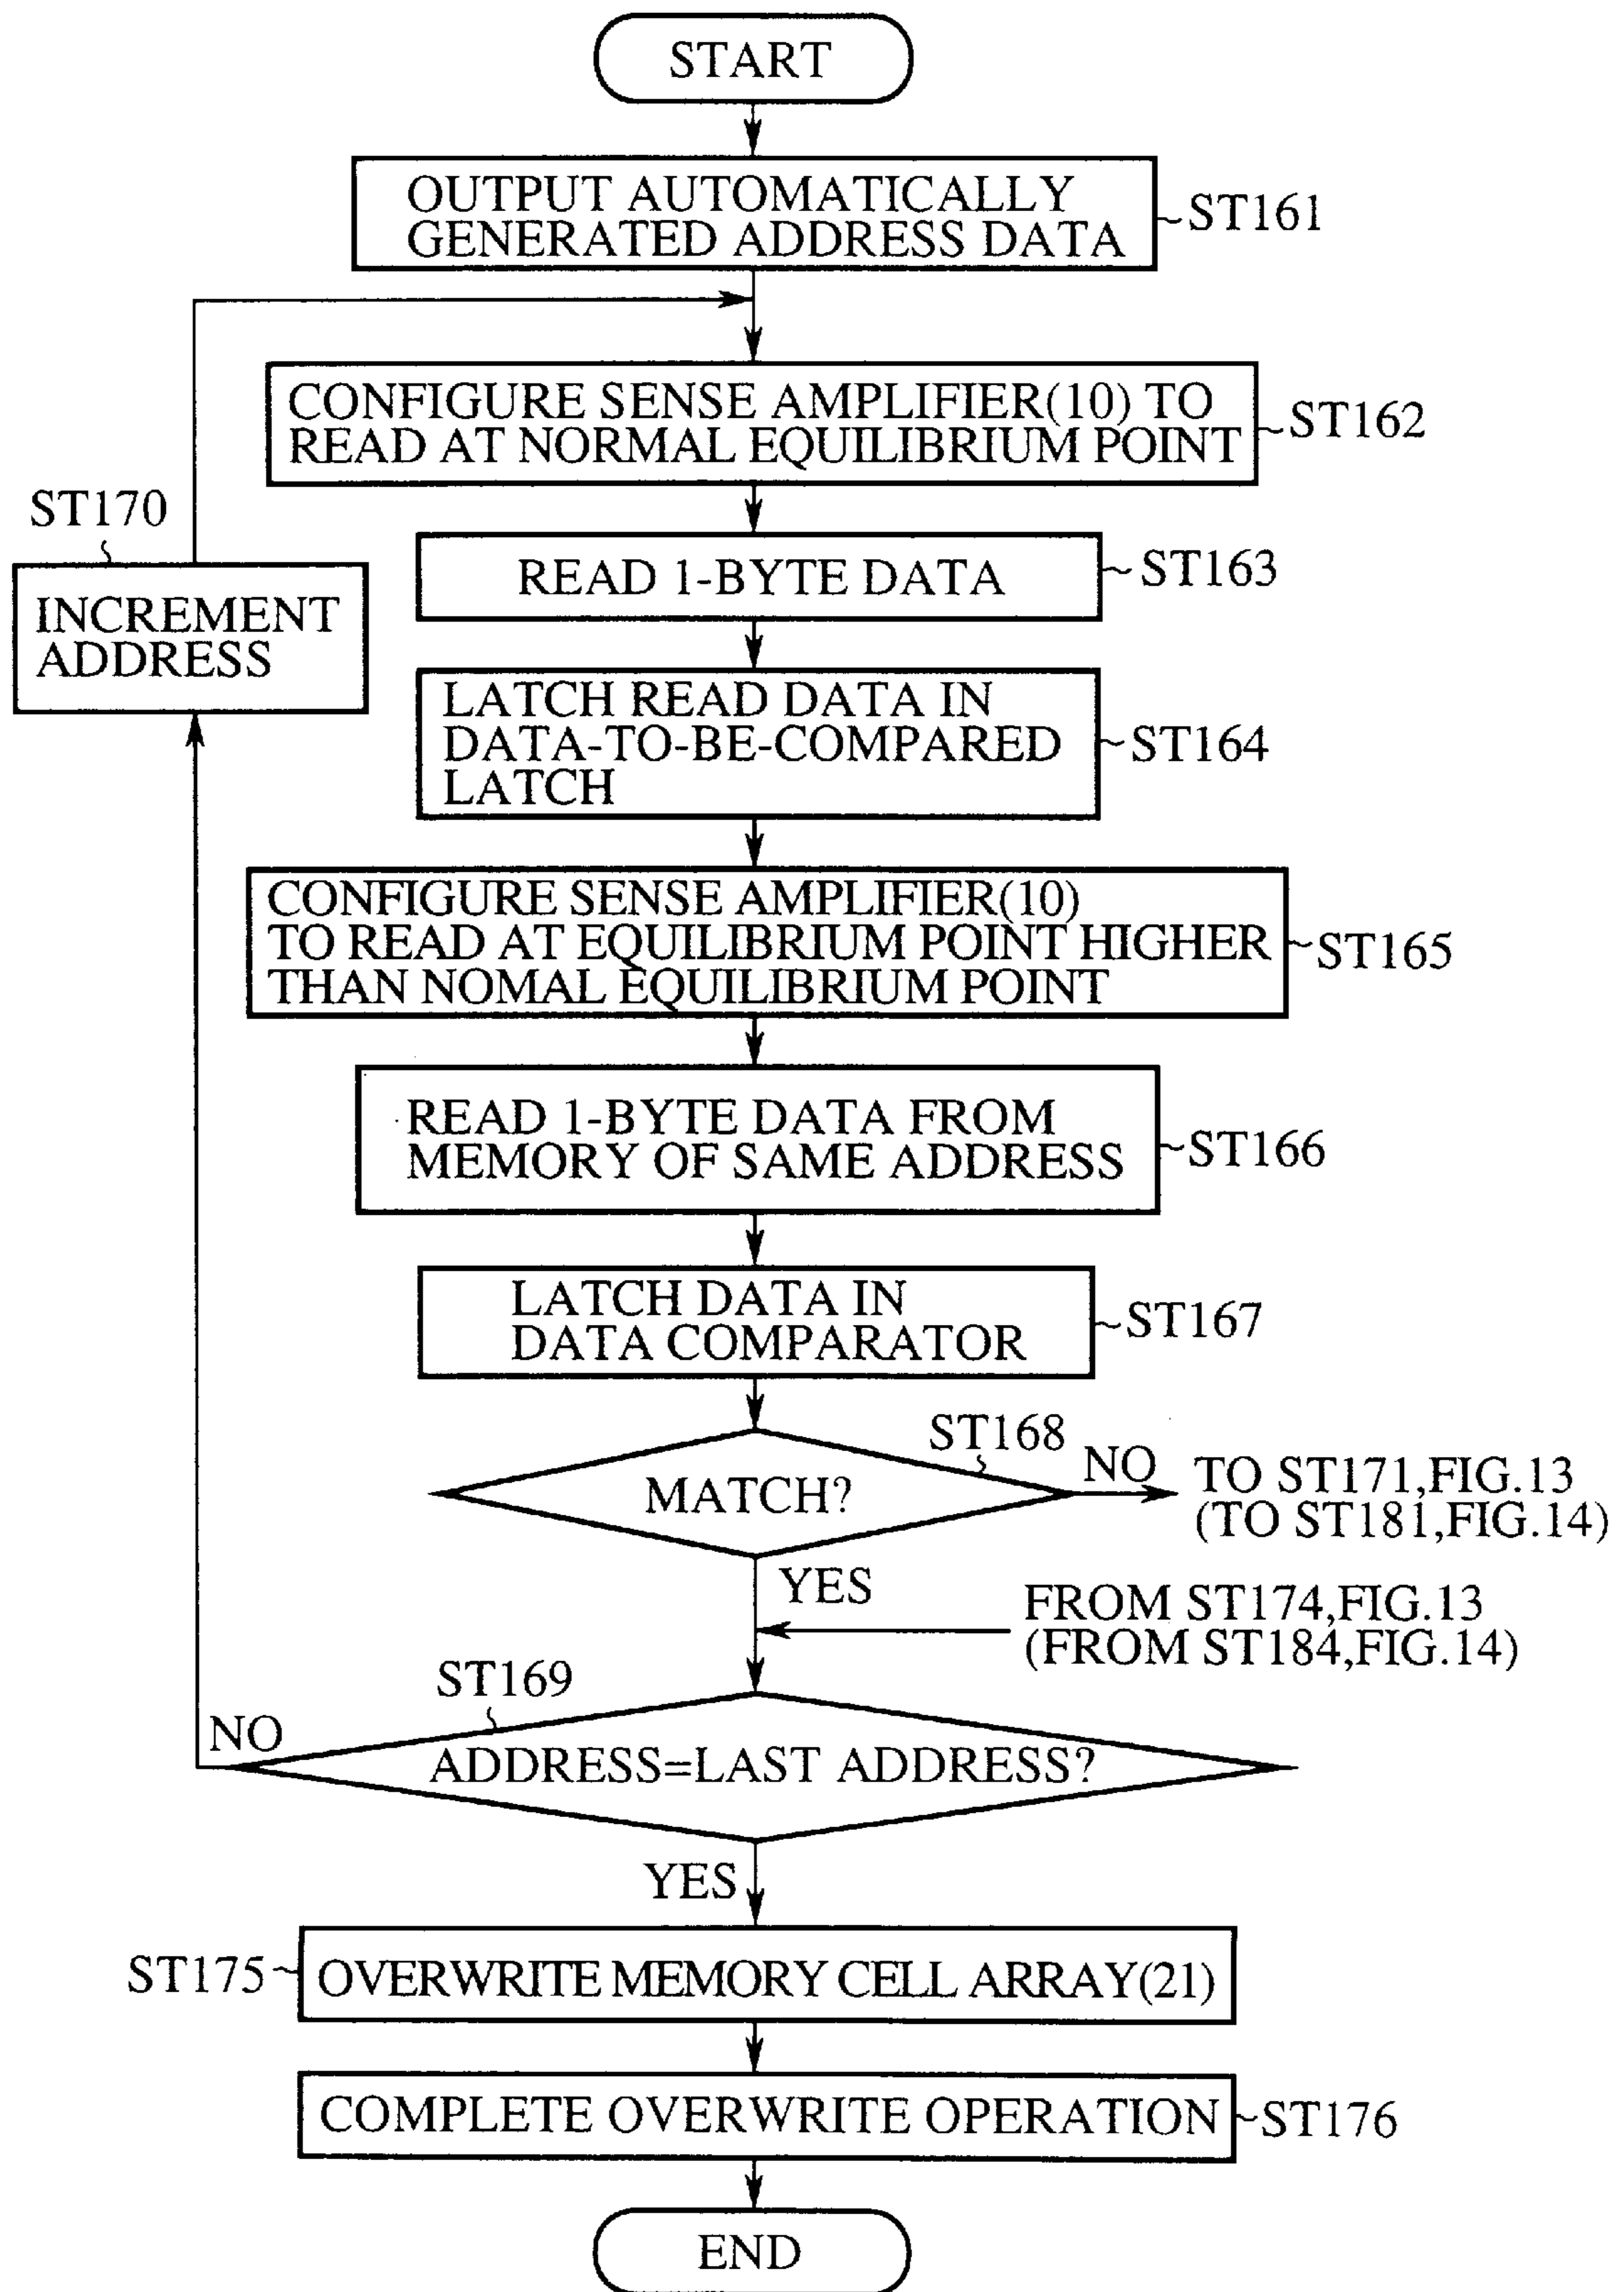 START
OUTPUT AUTOMATICALLY
GENERATED ADDRESS DATA
ST161
CONFIGURE SENSE AMPLIFIER(10) TO
READ AT NORMAL EQUILIBRIUM POINT
ST162
ST170
INCREMENT
ADDRESS
READ 1-BYTE DATA
ST163
LATCH READ DATA IN
DATA-TO-BE-COMPARED
LATCH
ST164
CONFIGURE SENSE AMPLIFIER(10)
TO READ AT EQUILIBRIUM POINT HIGHER
THAN NOMAL EQUILIBRIUM POINT
ST165
READ 1-BYTE DATA FROM
MEMORY OF SAME ADDRESS
ST166
LATCH DATA IN
DATA COMPARATOR
ST167
ST168
MATCH?
NO
TO ST171,FIG.13
(TO ST181,FIG.14)
YES
FROM ST174,FIG.13
(FROM ST184,FIG.14)
ST169
NO
ADDRESS=LAST ADDRESS?
YES
ST175
OVERWRITE MEMORY CELL ARRAY(21)
COMPLETE OVERWRITE OPERATION
ST176
END